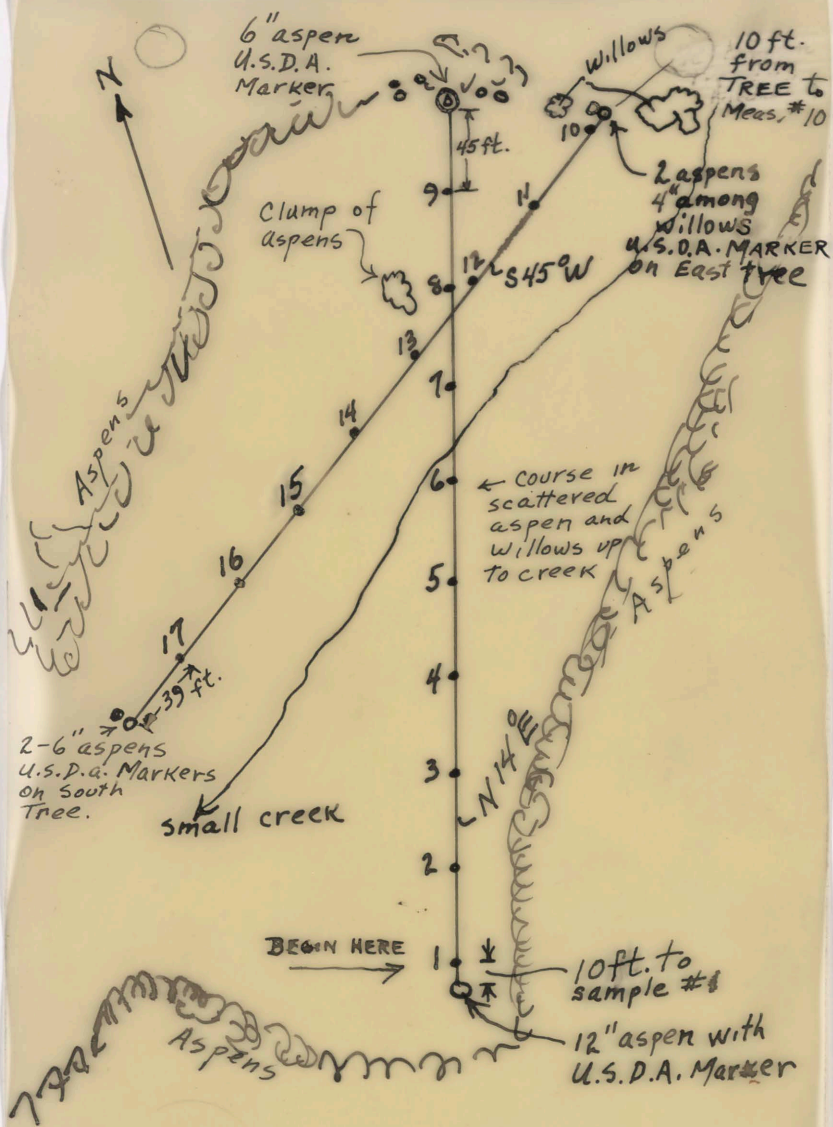 6" aspen
U.S.D.A.
Marker
N
Willows
10 ft.
from
TREE to
Meas. #10
45 ft.
10
2 aspens
4" among
willows
U.S.D.A. MARKER
on East tree
9
11
Clump of
aspens
12
S 45° W
8
13
7
Aspens
14
6
← Course in
scattered
aspen and
willows up
to creek
15
Aspens
16
5
17
39 ft.
4
2-6" aspens
U.S.D.a. Markers
on South
Tree.
N 14° E
3
small creek
2
BEGIN HERE
1
10 ft. to
sample #1
12" aspen with
U.S.D.A. Marker
Aspens